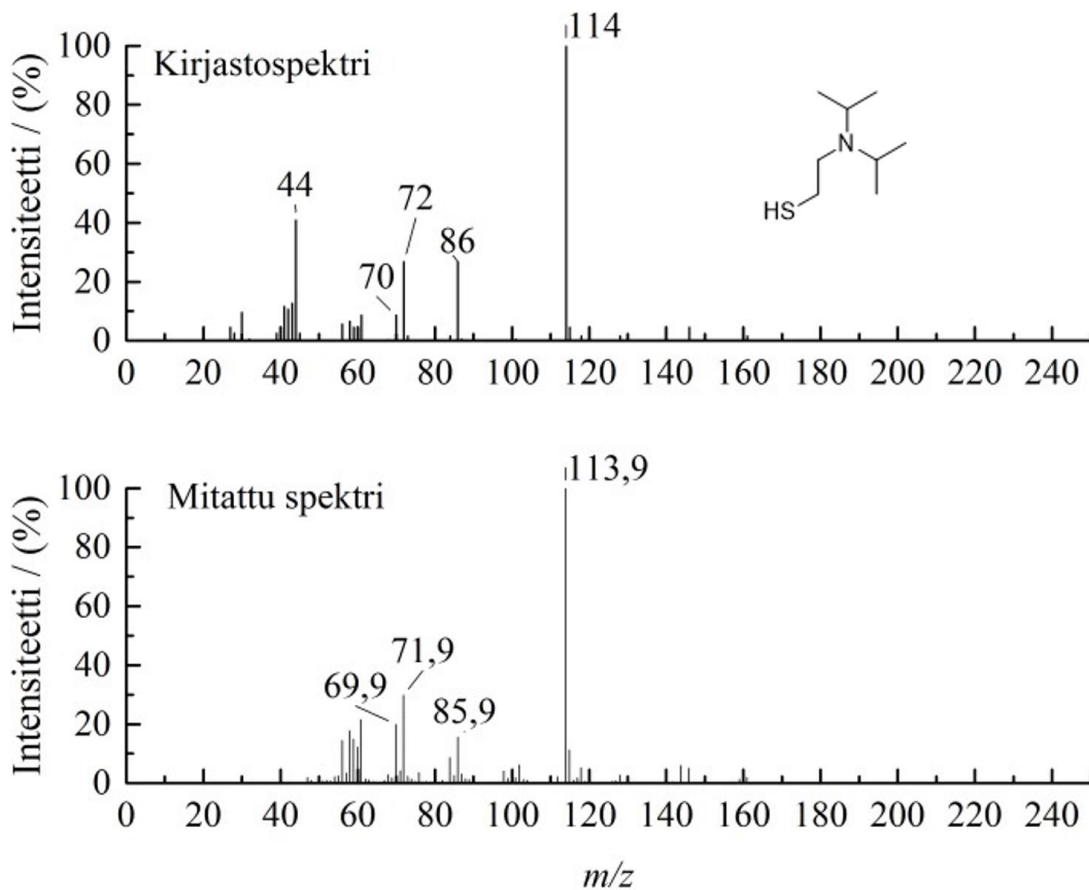 Intensiteetti / (%)
100
80
60
40
20
0
Kirjastospektri
114
44
72
86
70
N
HS
0 20 40 60 80 100 120 140 160 180 200 220 240
Intensiteetti / (%)
100
80
60
40
20
0
Mitattu spektri
113,9
71,9
69,9
85,9
0 20 40 60 80 100 120 140 160 180 200 220 240
m/z